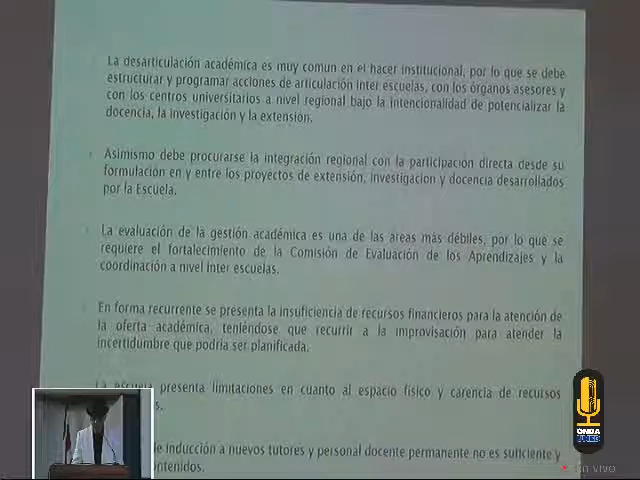 La desarticulación académica es muy comun en el hacer institucional, por lo que se debe
estructurar y programar acciones de articulación inter escuelas, con los órganos asesores y
con los centros universitarios a nivel regional bajo la intencionalidad de potencializar la
docencia, la investigación y la extensión.
Asimismo debe procurarse la integración regional con la participación directa desde su
formulación en y entre los proyectos de extensión, investigacion y docencia desarrollados
por la Escuela.
La evaluación de la gestión académica es una de las areas más débiles, por lo que se
requiere el fortalecimiento de la Comisión de Evaluación de los Aprendizajes y la
coordinación a nivel inter escuelas.
En forma recurrente se presenta la insuficiencia de recursos financieros para la atención de
la oferta académica, teniéndose que recurrir a la improvisación para atender la
incertidumbre que podría ser planificada.
La escuela presenta limitaciones en cuanto al espacio físico y carencia de recursos
s.
de inducción a nuevos tutores y personal docente permanente no es suficiente y
ntenidos.
ONDA
UNED
en vivo